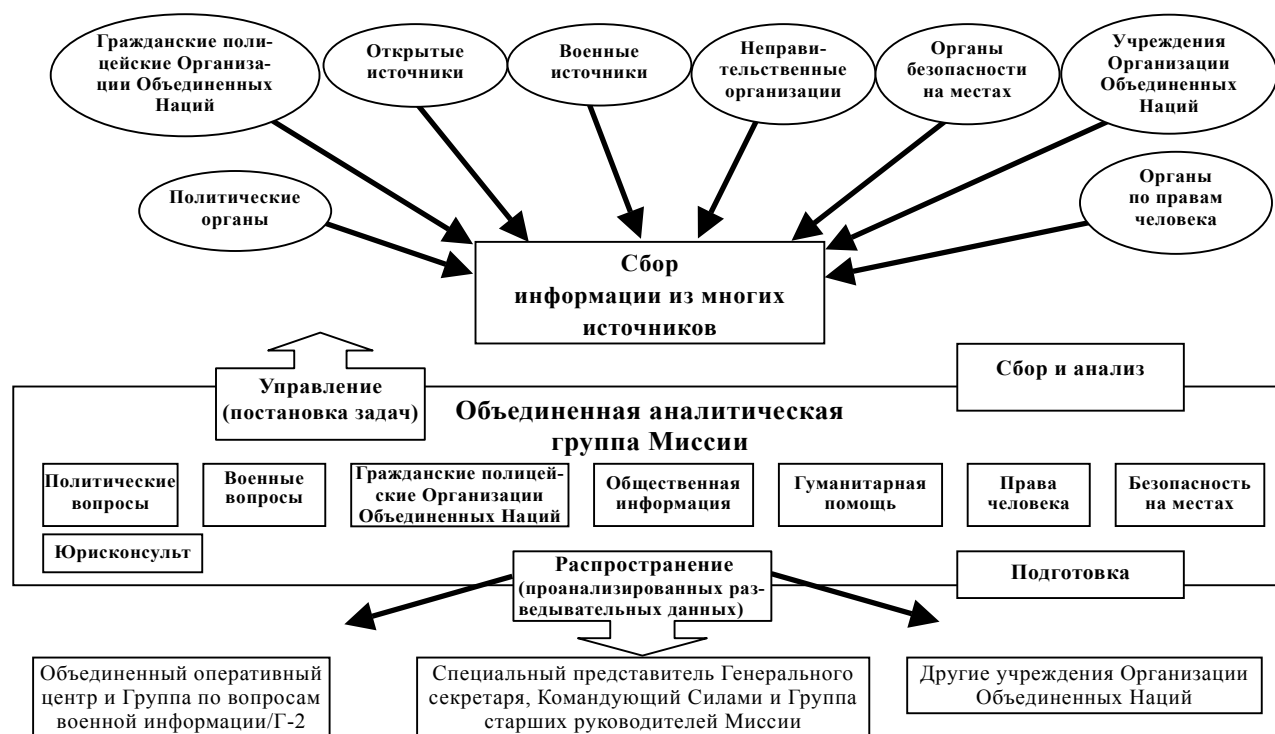 Гражданские поли-
цейские Организа-
ции Объединенных
Наций
Открытые
источники
Военные
источники
Неправи-
тельственные
организации
Органы
безопасности
на местах
Учреждения
Организации
Объединенных
Наций
Политические
органы
Органы
по правам
человека
Сбор
информации из многих
источников
Управление
(постановка задач)
Сбор и анализ
Объединенная аналитическая
группа Миссии
Политические
вопросы
Военные
вопросы
Гражданские полицей-
ские Организации
Объединенных Наций
Общественная
информация
Гуманитарная
помощь
Права
человека
Безопасность
на местах
Юрисконсульт
Распространение
(проанализированных раз-
ведывательных данных)
Подготовка
Объединенный оперативный
центр и Группа по вопросам
военной информации/Г-2
Специальный представитель Генерального
секретаря, Командующий Силами и Группа
старших руководителей Миссии
Другие учреждения Организации
Объединенных Наций